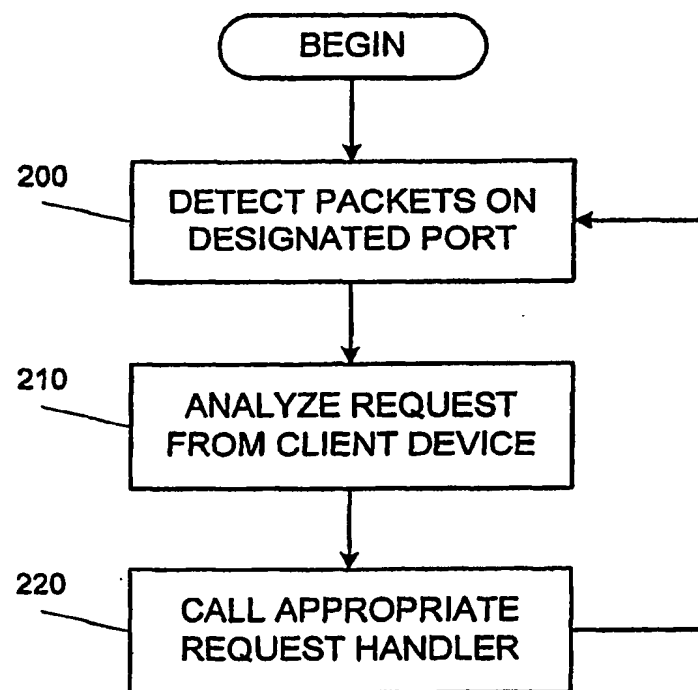 BEGIN
200
DETECT PACKETS ON
DESIGNATED PORT
210
ANALYZE REQUEST
FROM CLIENT DEVICE
220
CALL APPROPRIATE
REQUEST HANDLER